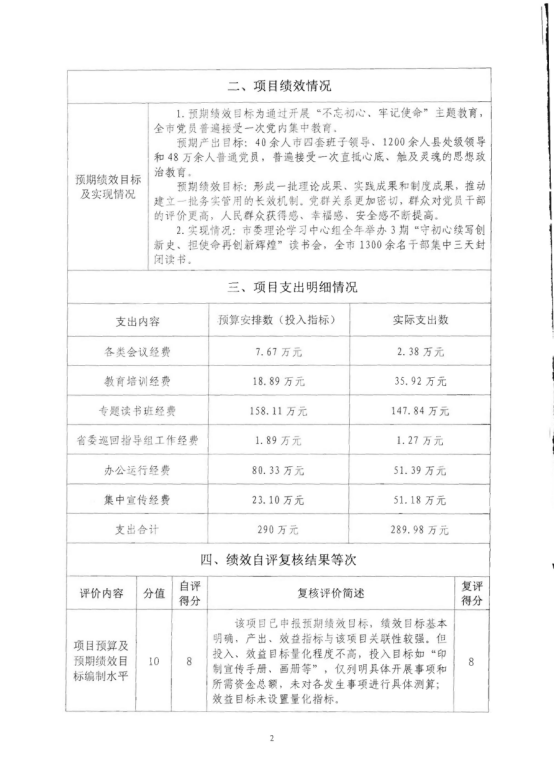 二、项目绩效情况
预期绩效目标
及实现情况
1.预期绩效目标为通过开展“不忘初心、牢记使命”主题教育，
全市党员普遍接受一次党内集中教育。
预期产出目标：40余人市四套班子领导、1200余人县处级领导
和48万余人普通党员，普遍接受一次直抵心底、触及灵魂的思想政
治教育。
预期绩效目标：形成一批理论成果、实践成果和制度成果，推动
建立一批务实管用的长效机制。党群关系更加密切，群众对党员干部
的评价更高，人民群众获得感、幸福感、安全感不断提高。
2.实现情况：市委理论学习中心组全年举办3期“守初心续写创
新史、担使命再创新辉煌”读书会，全市1300余名干部集中三天封
闭读书。
三、项目支出明细情况
支出内容 预算安排数（投入指标） 实际支出数
各类会议经费 7.67万元 2.38万元
教育培训经费 18.89万元 35.92万元
专题读书班经费 158.11万元 147.84万元
省委巡回指导组工作经费 1.89万元 1.27万元
办公运行经费 80.33万元 51.39万元
集中宣传经费 23.10万元 51.18万元
支出合计 290万元 289.98万元
四、绩效自评复核结果等次
评价内容 分值 自评得分 复核评价简述 复评得分
项目预算及
预期绩效目
标编制水平
10
8
该项目已申报预期绩效目标，绩效目标基本
明确，产出、效益指标与该项目关联性较强。但
投入、效益目标量化程度不高，投入目标如“印
制宣传手册、画册等”，仅列明具体开展事项和
所需资金总额，未对各发生事项进行具体测算；
效益目标未设置量化指标。
8
2